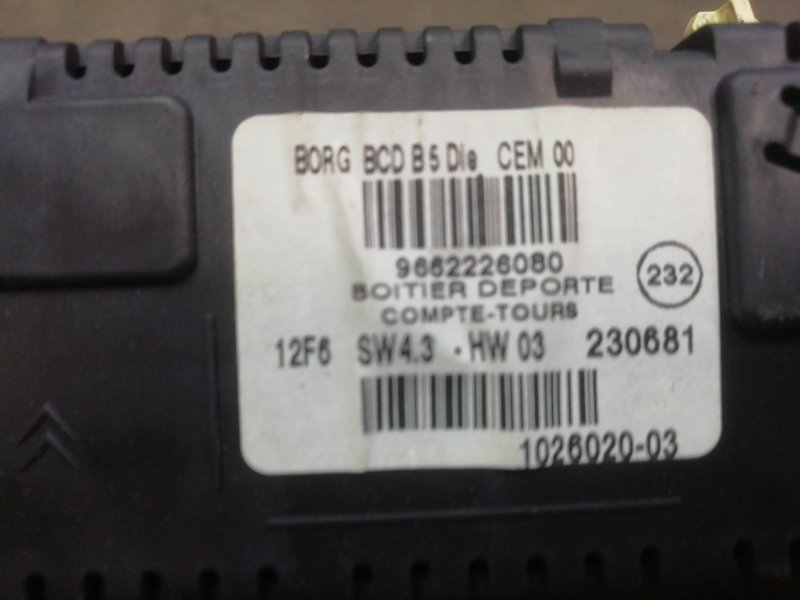 BORG BCD B5 Die CEM 00
9662226080
232
BOITIER DEPORTE
COMPTE-TOURS
12F6 SW4.3 - HW 03 230681
1026020-03